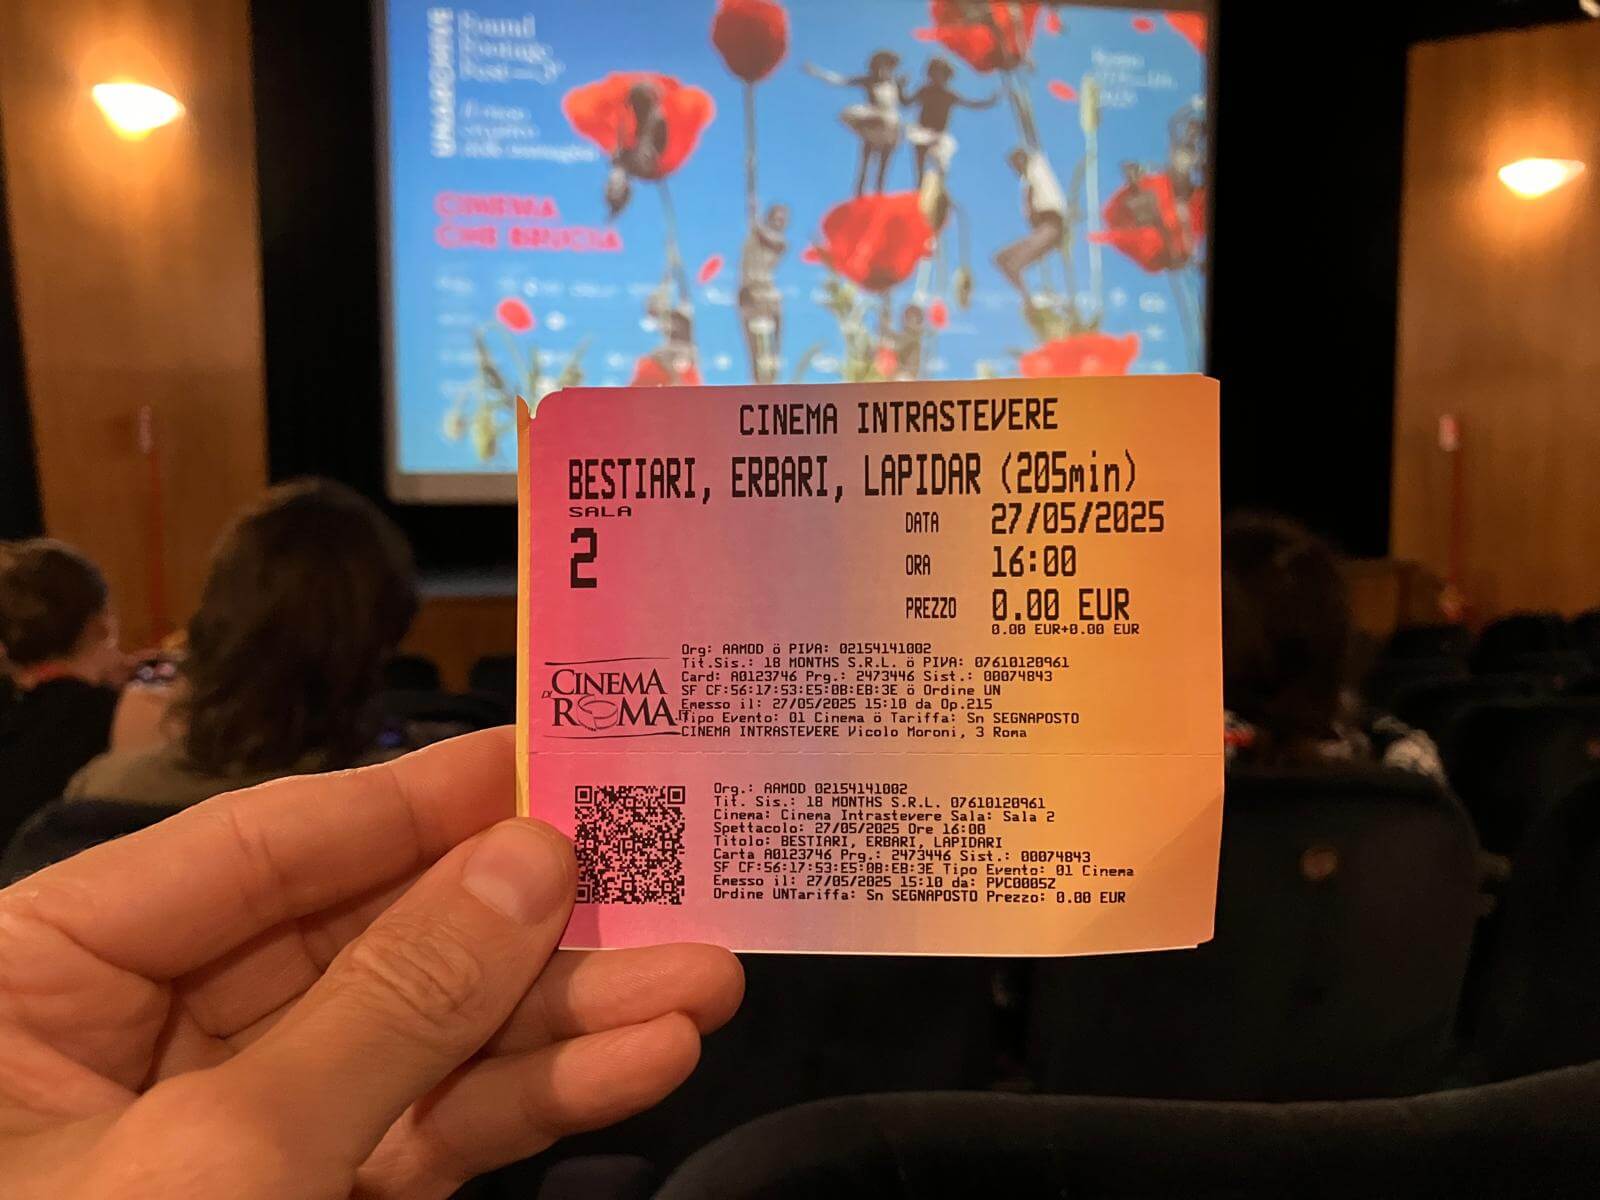 UNARCHIVE
Found
Footage
Fest
CINEMA
CHE BRUCIA
CINEMA INTRASTEVERE
BESTIARI, ERBARI, LAPIDAR (205min)
SALA
2
DATA 27/05/2025
ORA 16:00
PREZZO 0.00 EUR
0.00 EUR+0.00 EUR
Org: AAMOD ö PIVA: 02154141002
Tit.Sis.: 18 MONTHS S.R.L. ö PIVA: 07610120961
Card: A0123746 Prg.: 2473446 Sist.: 00074843
SF CF:56:17:53:E5:0B:EB:3E ö Ordine UN
Emesso il: 27/05/2025 15:10 da Op.215
Tipo Evento: 01 Cinema ö Tariffa: Sn SEGNAPOSTO
CINEMA INTRASTEVERE Vicolo Moroni, 3 Roma
CINEMA
DI ROMA.IT
Org.: AAMOD 02154141002
Tit. Sis.: 18 MONTHS S.R.L. 07610120961
Cinema: Cinema Intrastevere Sala: Sala 2
Spettacolo: 27/05/2025 Ore 16:00
Titolo: BESTIARI, ERBARI, LAPIDARI
Carta A0123746 Prg.: 2473446 Sist.: 00074843
SF CF:56:17:53:E5:0B:EB:3E Tipo Evento: 01 Cinema
Emesso il: 27/05/2025 15:10 da: PVC0005Z
Ordine UNTariffa: Sn SEGNAPOSTO Prezzo: 0.00 EUR